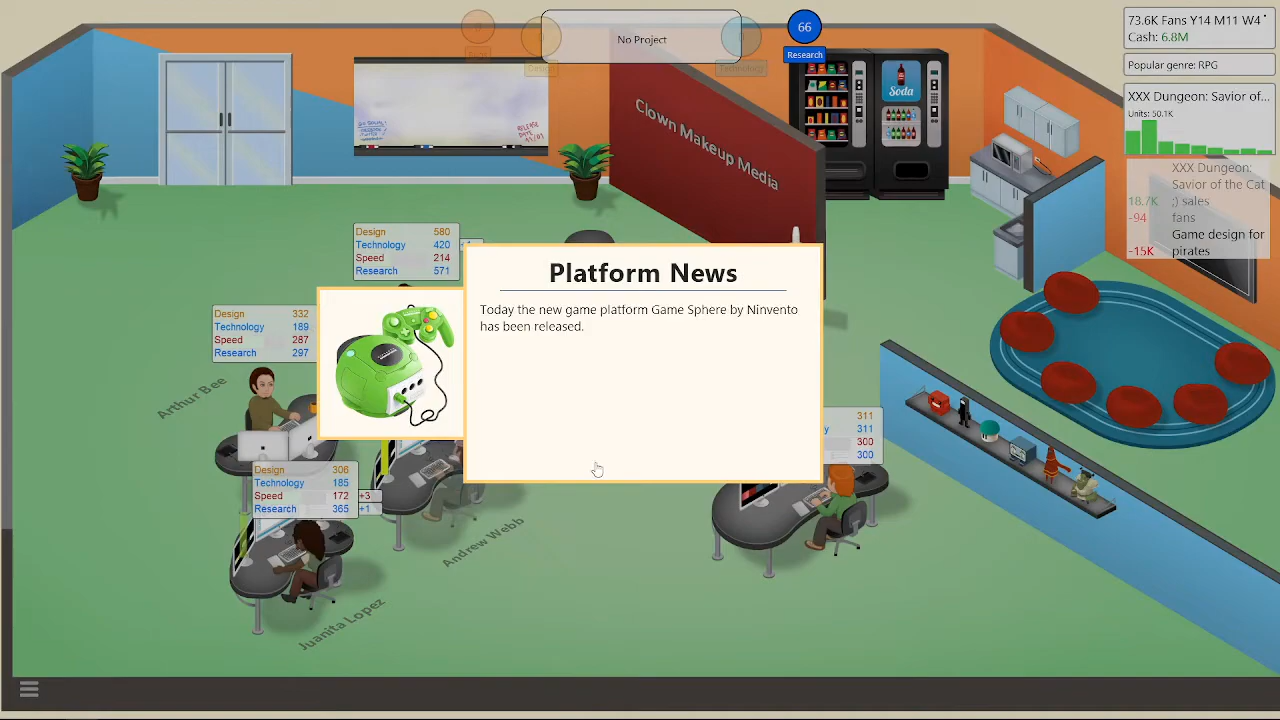 No Project
66
Research
Technology
73.6K Fans Y14 M11 W4
Cash: 6.8M
Popular genre: RPG
XXX Dungeon: Savior of...
Units: 50.1K
XXX Dungeon:
Savior of the Cat
18.7K ;) sales
-94 fans
Game design for
-15K pirates
Soda
Clown Makeup Media
RELEASE
Design 580
Technology 420
Speed 214
Research 571
Platform News
Today the new game platform Game Sphere by Ninvento
has been released.
Design 332
Technology 189
Speed 287
Research 297
Arthur Bee
311
y 311
300
300
Design 306
Technology 185
Speed 172 +3
Research 365 +1
Andrew Webb
Juanita Lopez